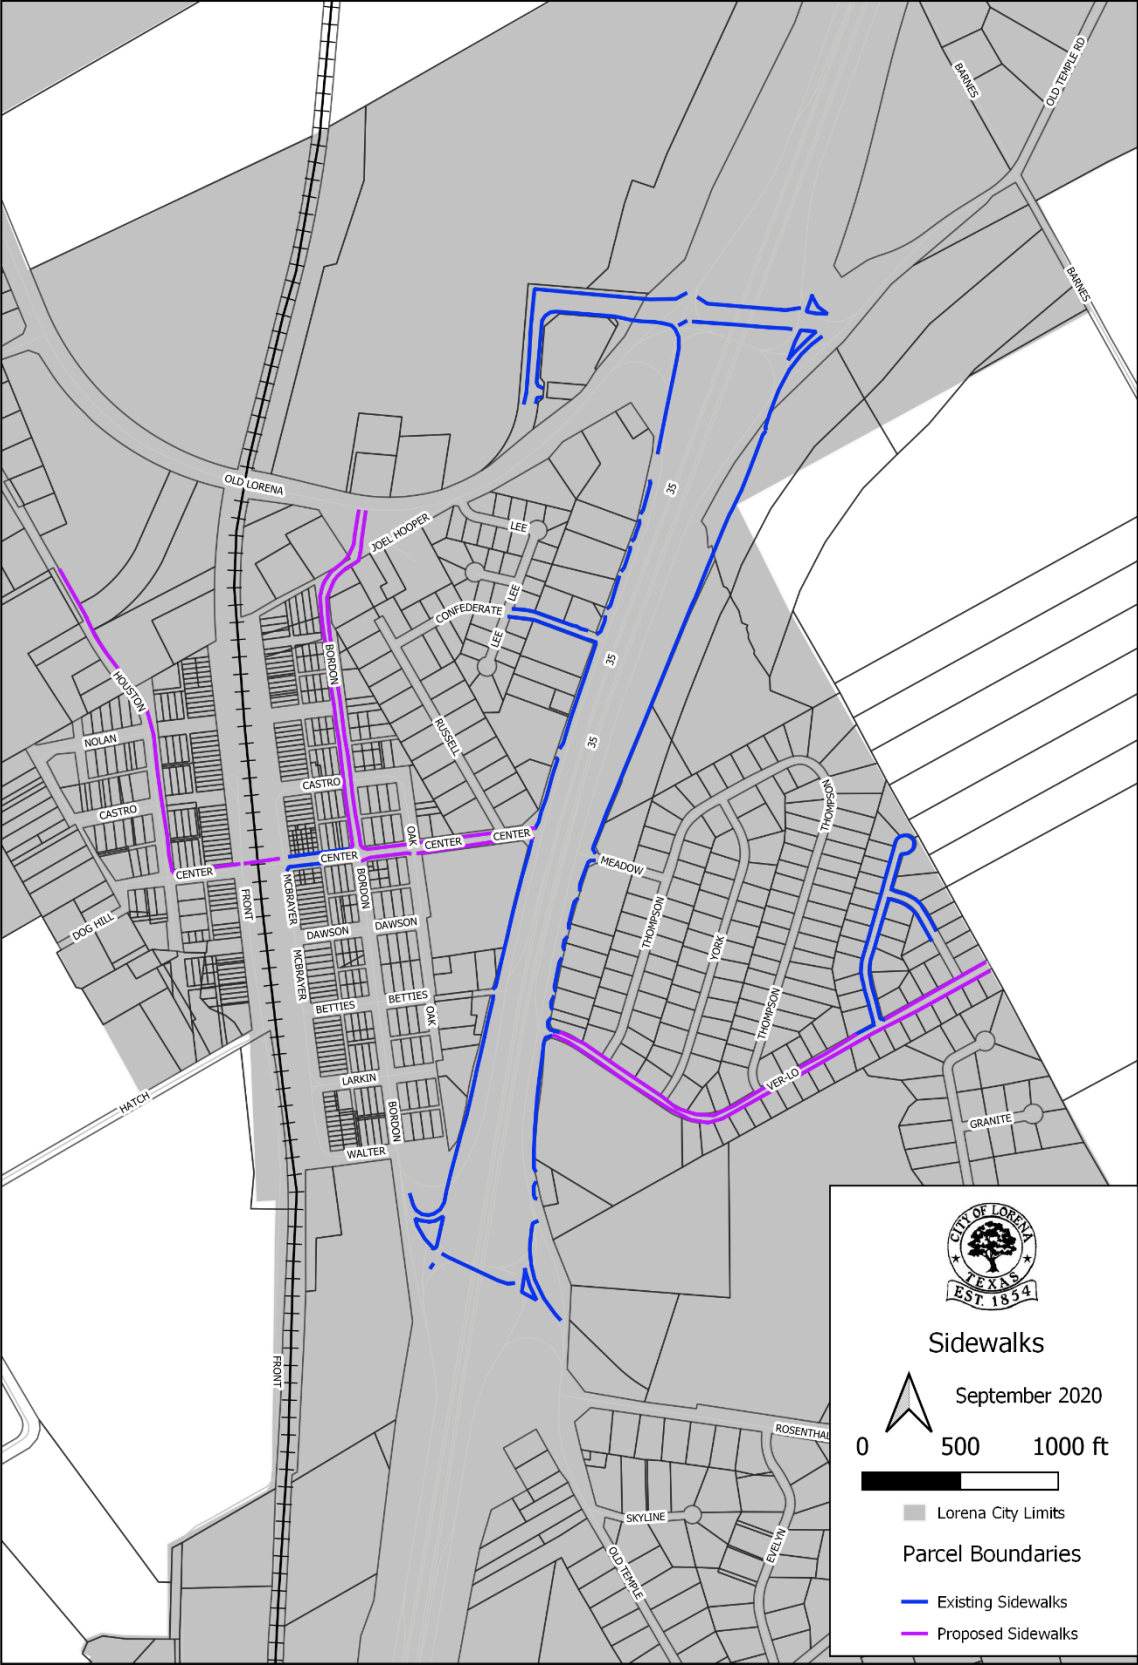 BARNES
OLD TEMPLE RD
BARNES
OLD LORENA
35
JOEL HOOPER
LEE
LEE
CONFEDERATE
LEE
35
BORDON
HOUSTON
RUSSELL
NOLAN
35
CASTRO
THOMPSON
CASTRO
OAK
CENTER
CENTER
CENTER
MEADOW
CENTER
BORDON
MCBRAYER
FRONT
DOG HILL
DAWSON
DAWSON
THOMPSON
YORK
MCBRAYER
BETTIES
BETTIES
OAK
THOMPSON
LARKIN
VER-LO
HATCH
BORDON
GRANITE
WALTER
FRONT
ROSENTHAL
SKYLINE
EVELYN
OLD TEMPLE
CITY OF LORENA
TEXAS
EST. 1854
Sidewalks
September 2020
0 500 1000 ft
Lorena City Limits
Parcel Boundaries
Existing Sidewalks
Proposed Sidewalks